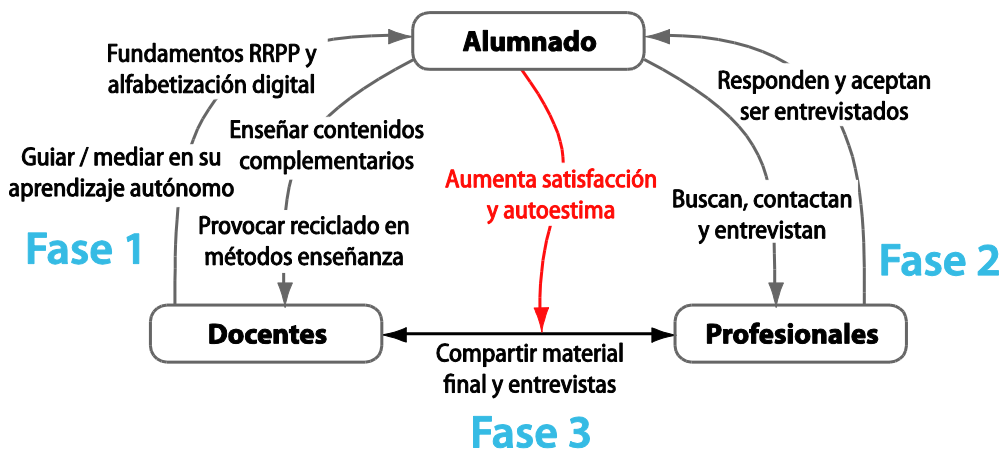 Alumnado
Fundamentos RRPP y
alfabetización digital
Guiar / mediar en su
aprendizaje autónomo
Fase 1
Enseñar contenidos
complementarios
Provocar reciclado en
métodos enseñanza
Aumenta satisfacción
y autoestima
Responden y aceptan
ser entrevistados
Buscan, contactan
y entrevistan
Fase 2
Docentes
Profesionales
Compartir material
final y entrevistas
Fase 3